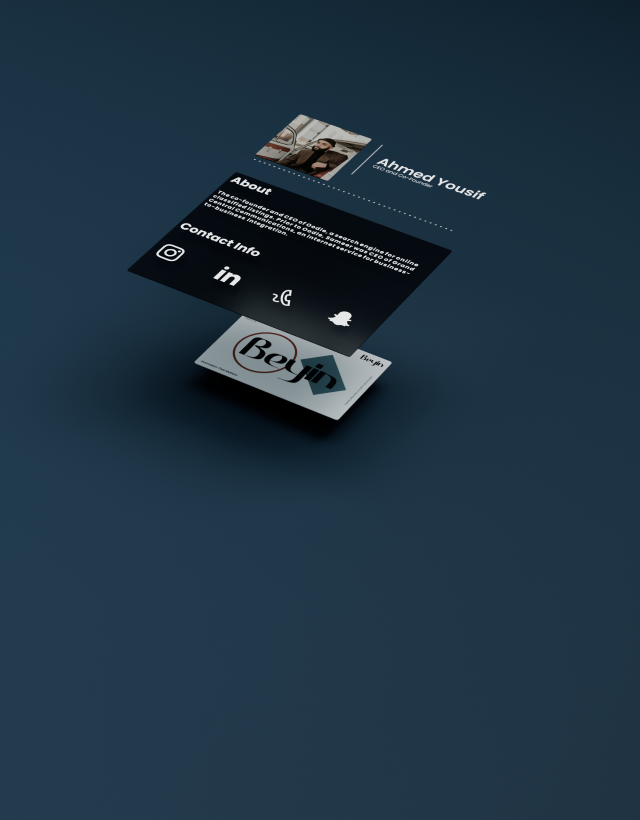 Ahmed Yousif
CEO and Co-Founder
About
The co-founder and CEO of Oodle, a search engine for online
classified listings. Prior to Oodle, Sameer was CEO of Grand
Central Communications, an internet service for business-
to-business integration.
Contact Info
in
Beyin
Beyin